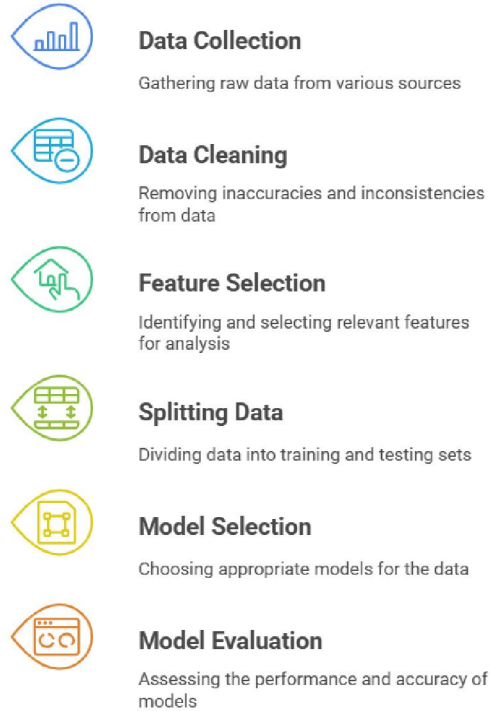 Data Collection
Gathering raw data from various sources
Data Cleaning
Removing inaccuracies and inconsistencies
from data
Feature Selection
Identifying and selecting relevant features
for analysis
Splitting Data
Dividing data into training and testing sets
Model Selection
Choosing appropriate models for the data
Model Evaluation
Assessing the performance and accuracy of
models